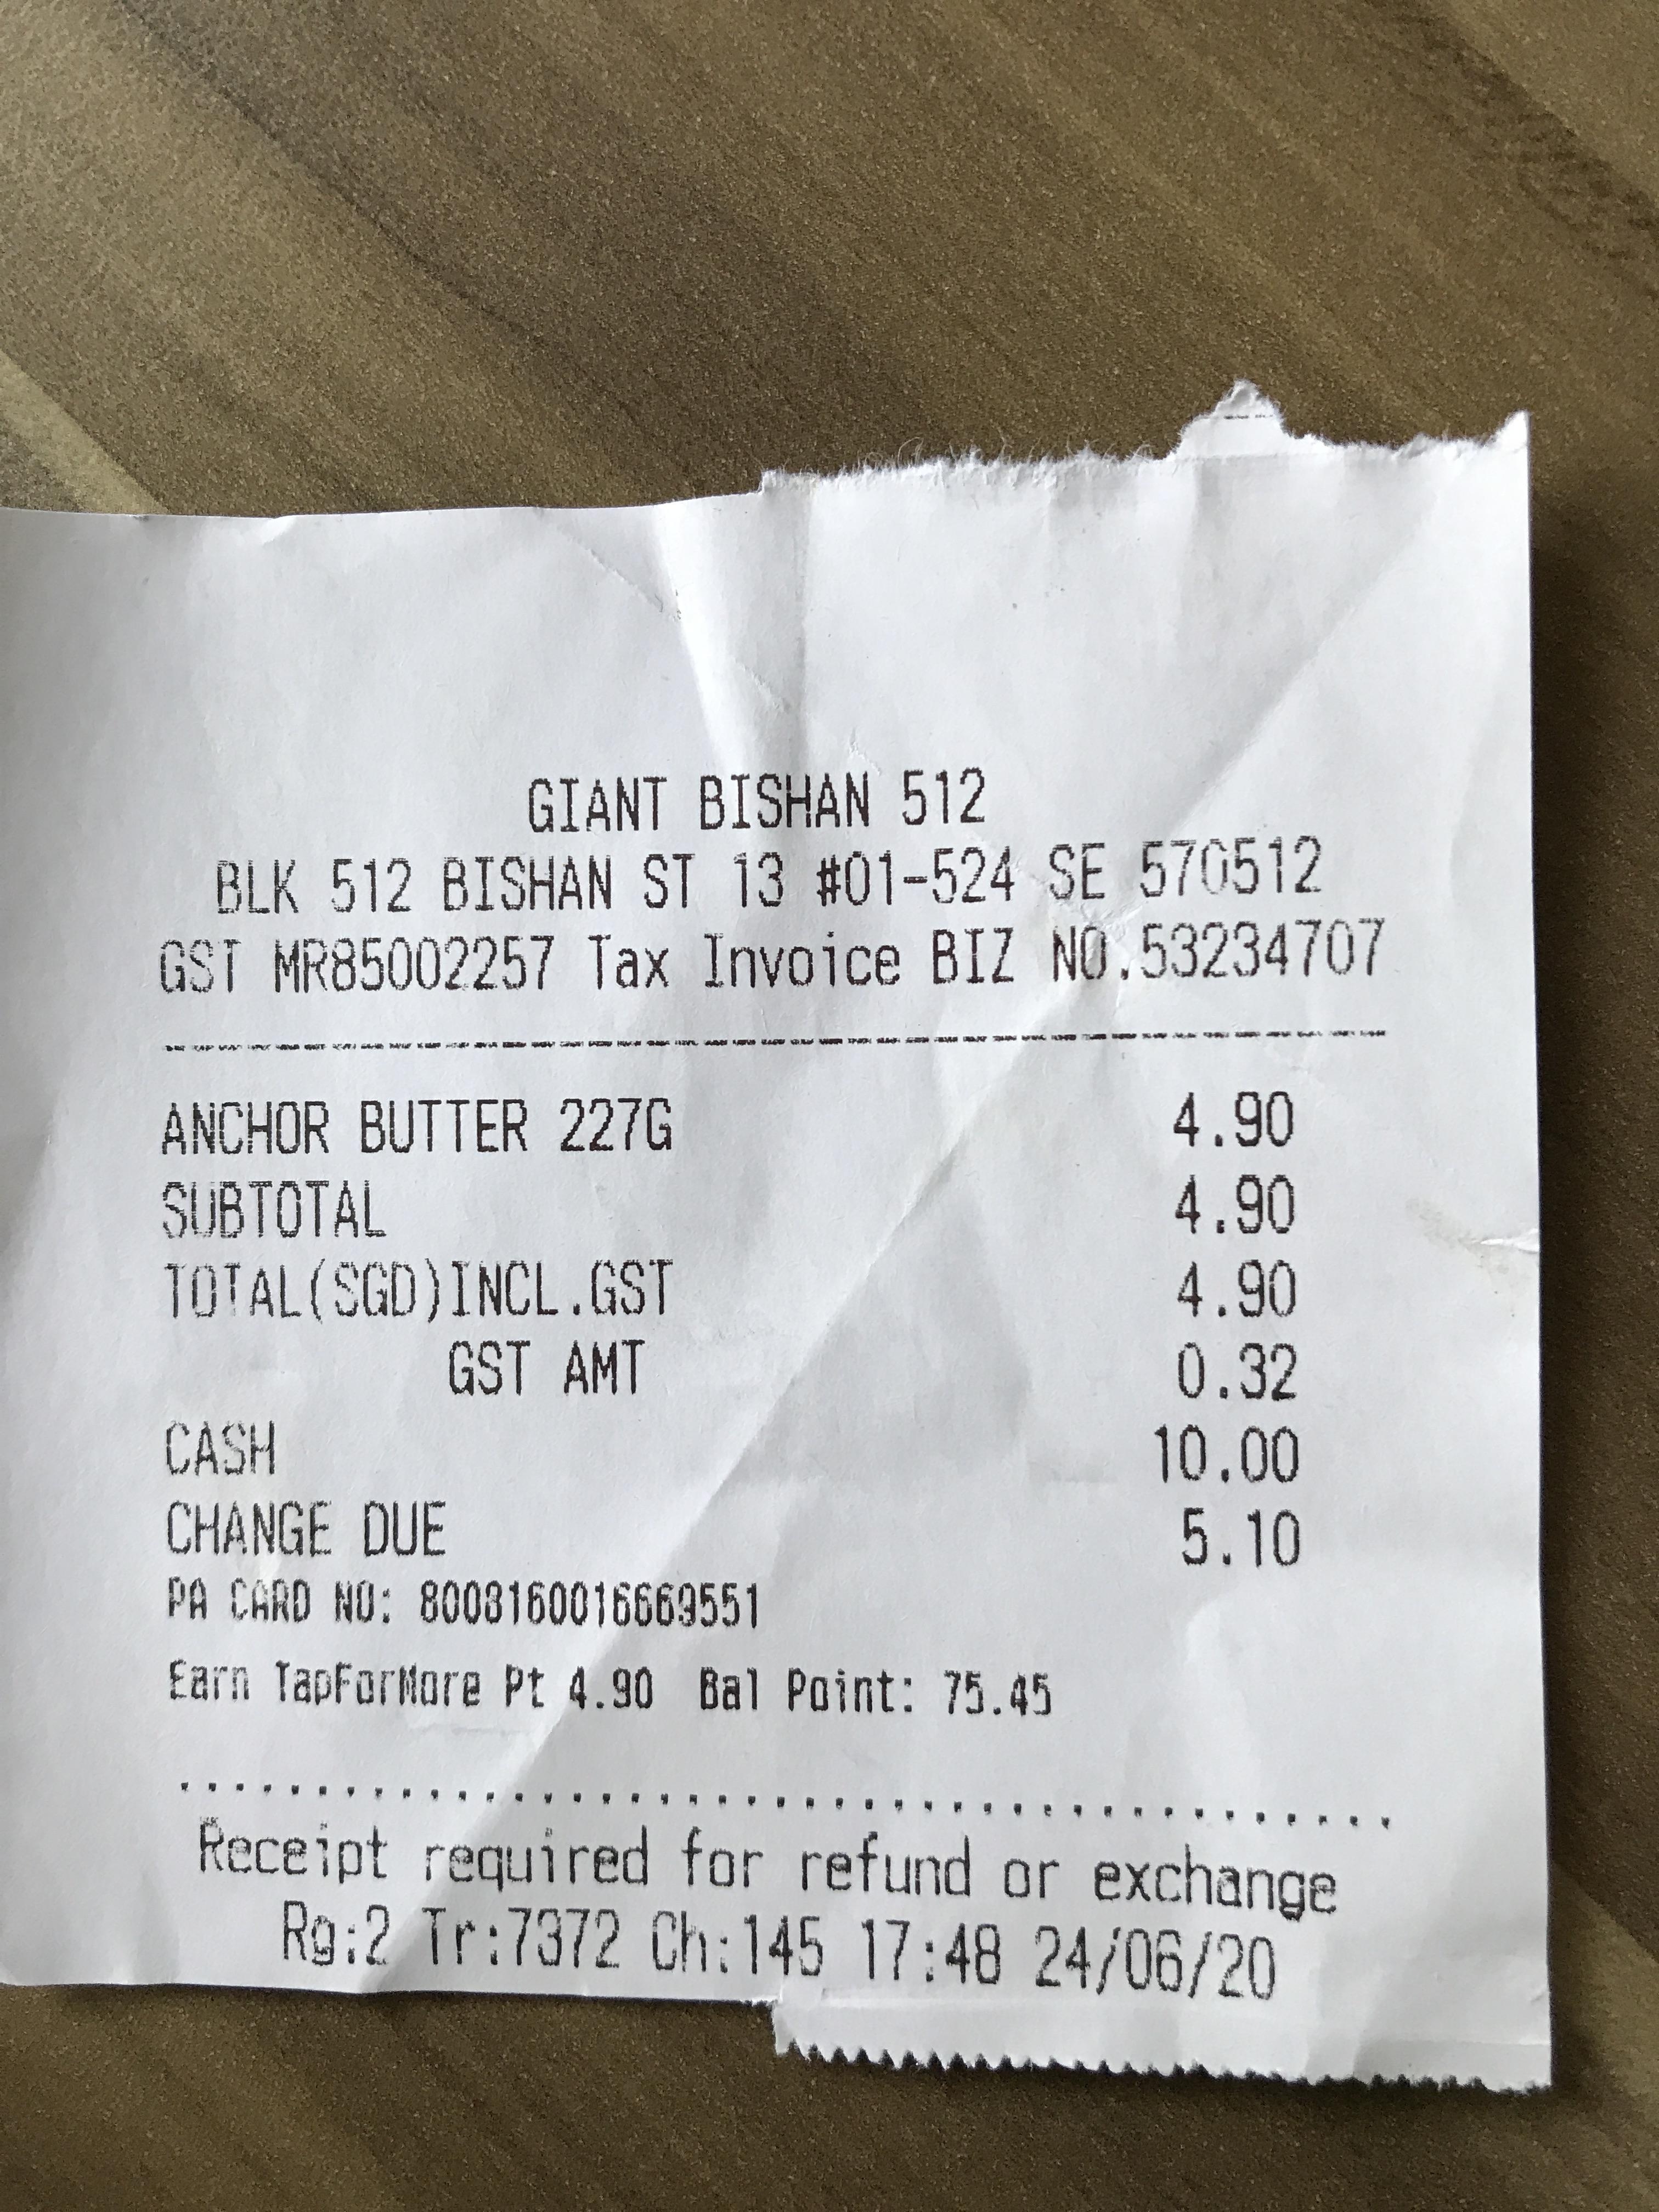 GIANT BISHAN 512
BLK 512 BISHAN ST 13 #01-524 SE 570512
GST MR85002257 Tax Invoice BIZ NO.53234707
ANCHOR BUTTER 227G 4.90
SUBTOTAL 4.90
TOTAL(SGD)INCL.GST 4.90
GST AMT 0.32
CASH 10.00
CHANGE DUE 5.10
PA CARD NO: 8003160016669551
Earn TapForMore Pt 4.90 Bal Point: 75.45
Receipt required for refund or exchange
Rg:2 Tr:7372 Ch:145 17:48 24/06/20